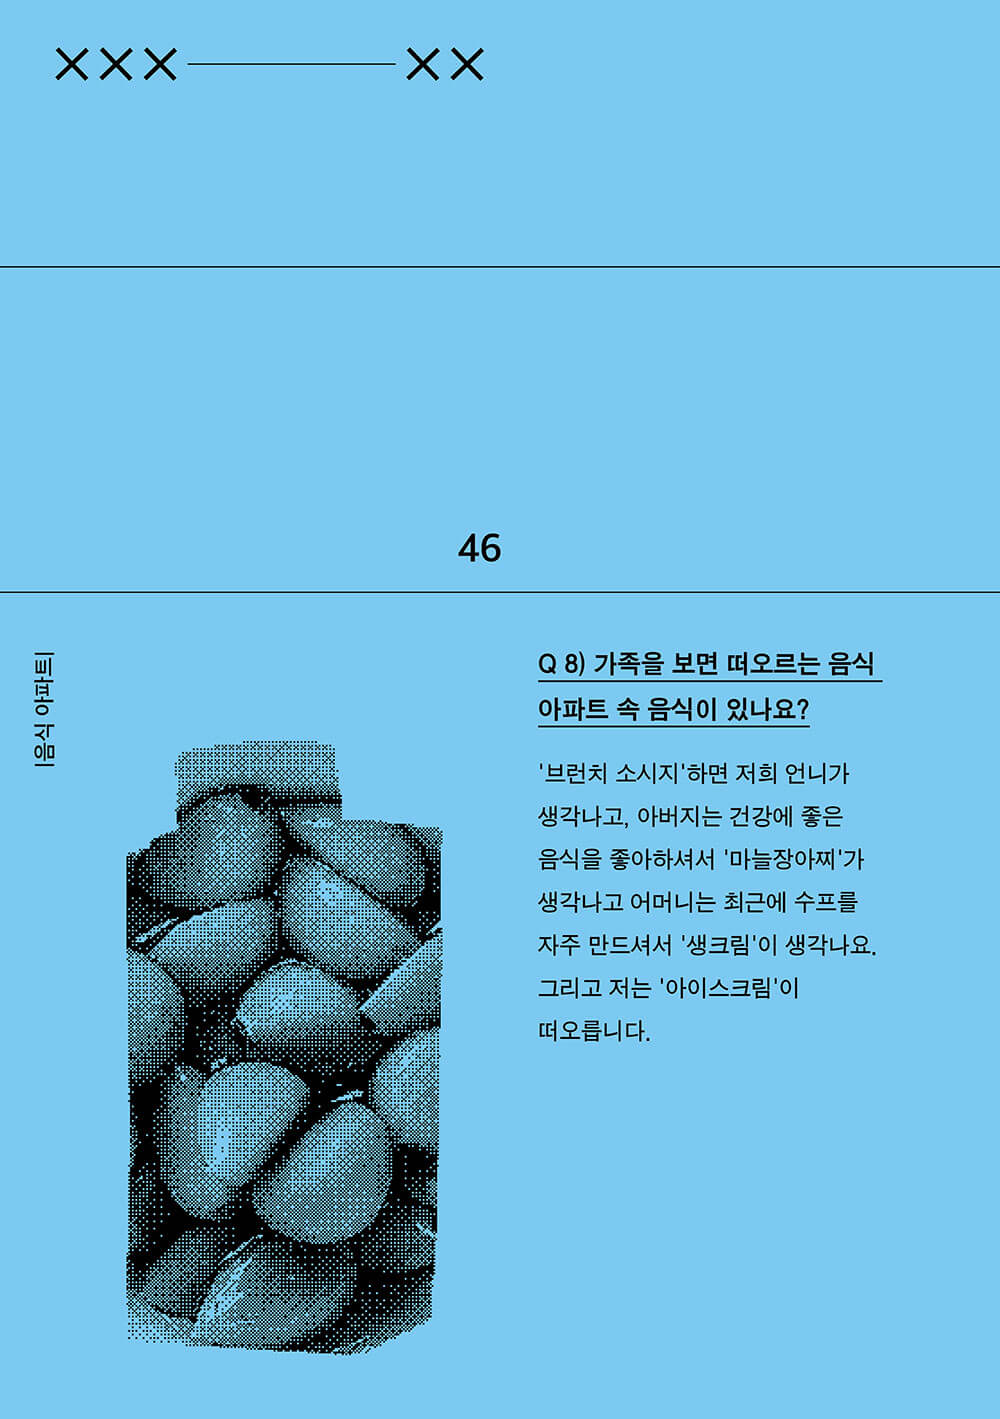 46
|음식 아파트|
Q 8) 가족을 보면 떠오르는 음식
아파트 속 음식이 있나요?
'브런치 소시지'하면 저희 언니가
생각나고, 아버지는 건강에 좋은
음식을 좋아하셔서 '마늘장아찌'가
생각나고 어머니는 최근에 수프를
자주 만드셔서 '생크림'이 생각나요.
그리고 저는 '아이스크림'이
떠오릅니다.